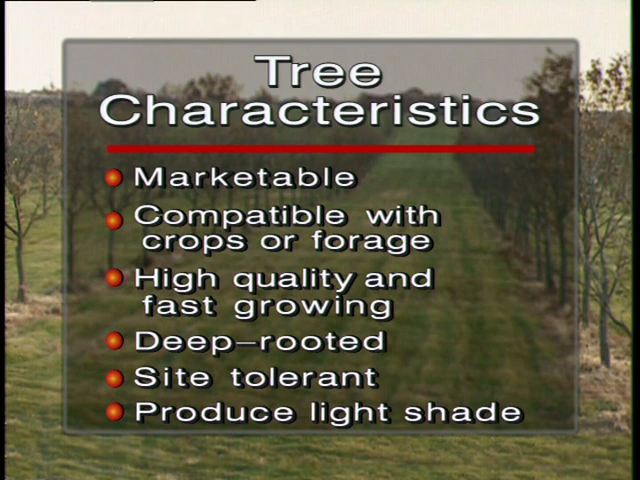 Tree
Characteristics
Marketable
Compatible with
crops or forage
High quality and
fast growing
Deep–rooted
Site tolerant
Produce light shade